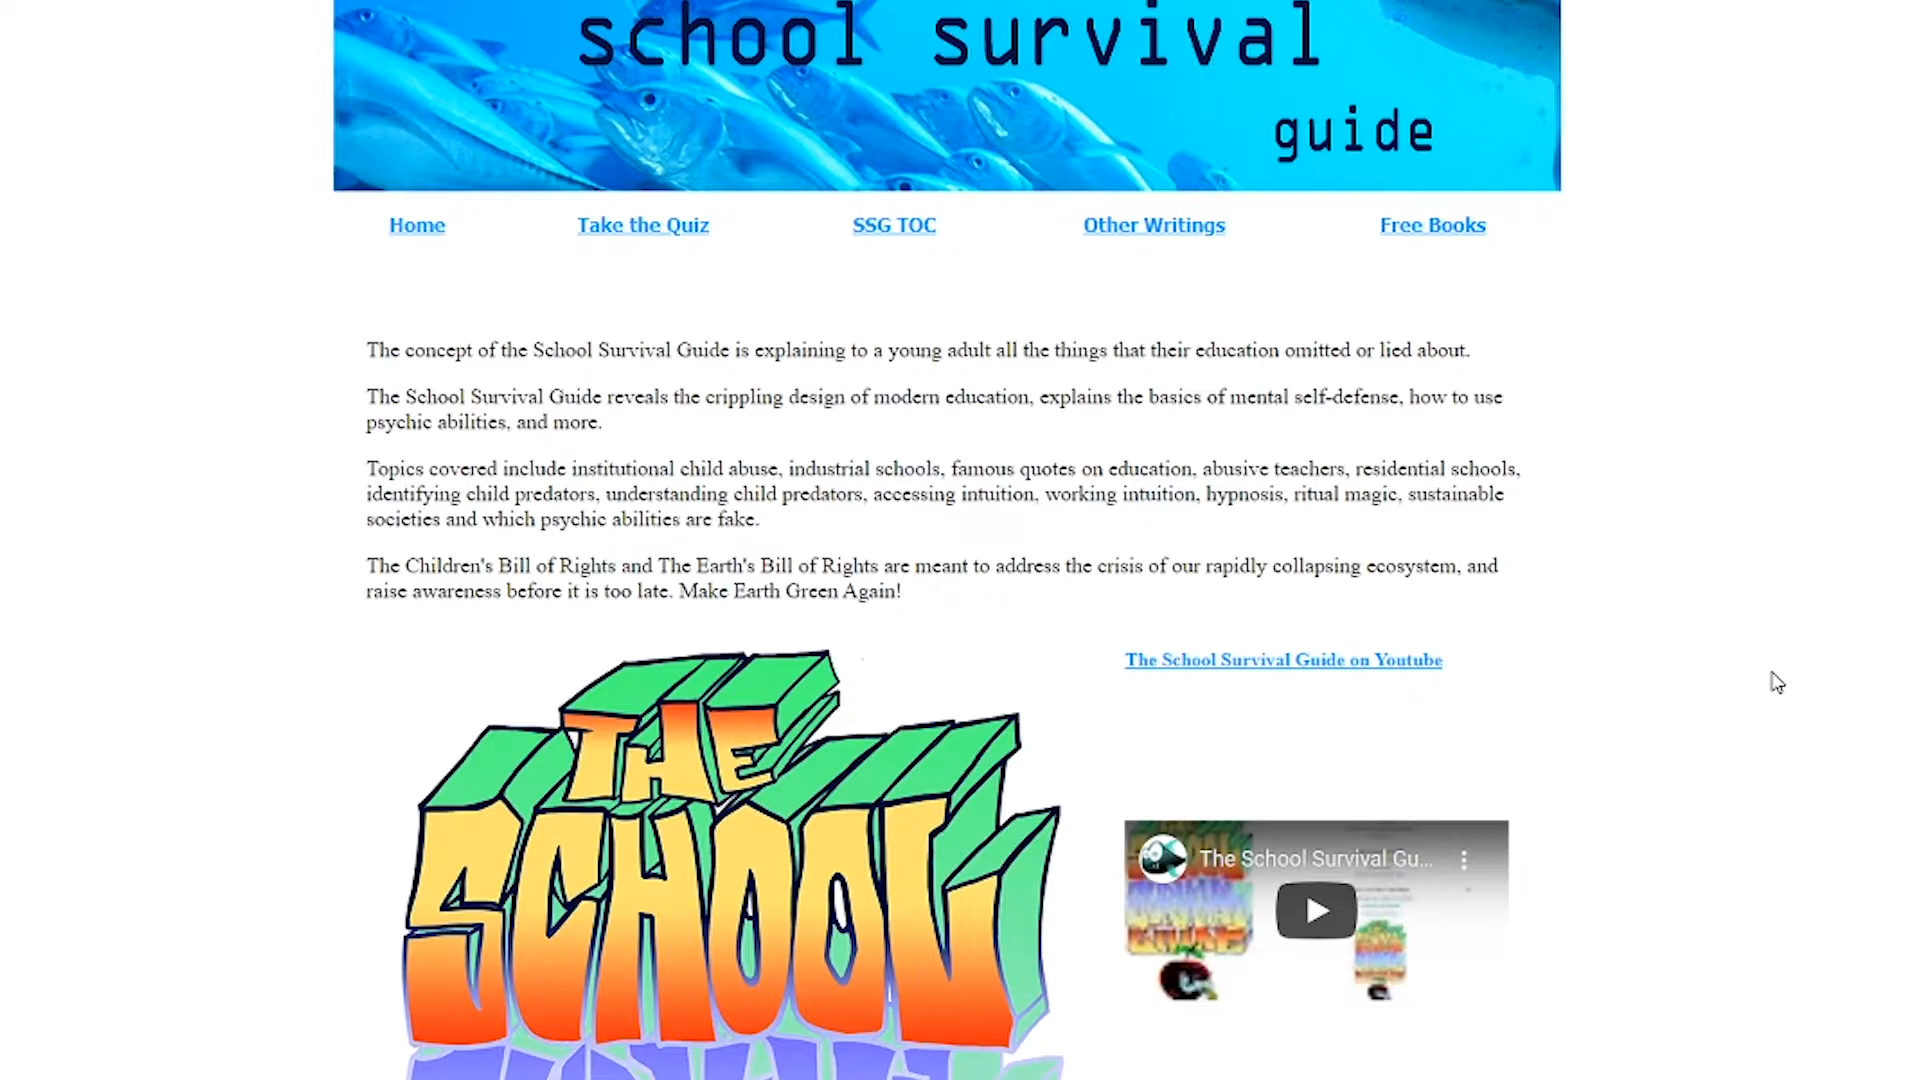 school survival
guide
Home Take the Quiz SSG TOC Other Writings Free Books
The concept of the School Survival Guide is explaining to a young adult all the things that their education omitted or lied about.
The School Survival Guide reveals the crippling design of modern education, explains the basics of mental self-defense, how to use
psychic abilities, and more.
Topics covered include institutional child abuse, industrial schools, famous quotes on education, abusive teachers, residential schools,
identifying child predators, understanding child predators, accessing intuition, working intuition, hypnosis, ritual magic, sustainable
societies and which psychic abilities are fake.
The Children's Bill of Rights and The Earth's Bill of Rights are meant to address the crisis of our rapidly collapsing ecosystem, and
raise awareness before it is too late. Make Earth Green Again!
The School Survival Guide on Youtube
THE
SCHOOL
The School Survival Gu...